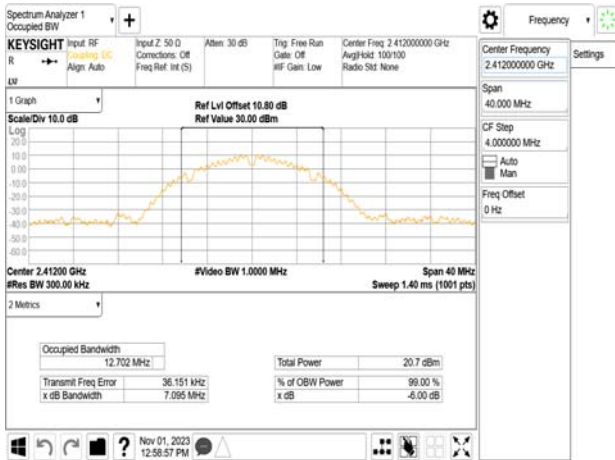 Spectrum Analyzer 1
Occupied BW
Frequency
KEYSIGHT
R
Input: RF
Coupling: DC
Align: Auto
Input Z: 50 Ω
Corrections: Off
Freq Ref: Int (S)
Atten: 30 dB
Trig: Free Run
Gate: Off
#IF Gain: Low
Center Freq: 2.412000000 GHz
Avg|Hold: 100/100
Radio Std: None
Center Frequency
2.412000000 GHz
Settings
Span
40.000 MHz
CF Step
4.000000 MHz
Auto
Man
Freq Offset
0 Hz
1 Graph
Scale/Div 10.0 dB
Ref Lvl Offset 10.80 dB
Ref Value 30.00 dBm
Log
20.0
10.0
0.00
-10.0
-20.0
-30.0
-40.0
-50.0
-60.0
Center 2.41200 GHz
#Res BW 300.00 kHz
#Video BW 1.0000 MHz
Span 40 MHz
Sweep 1.40 ms (1001 pts)
2 Metrics
Occupied Bandwidth
12.702 MHz
Transmit Freq Error 36.151 kHz
x dB Bandwidth 7.095 MHz
Total Power 20.7 dBm
% of OBW Power 99.00 %
x dB -6.00 dB
?
Nov 01, 2023
12:58:57 PM